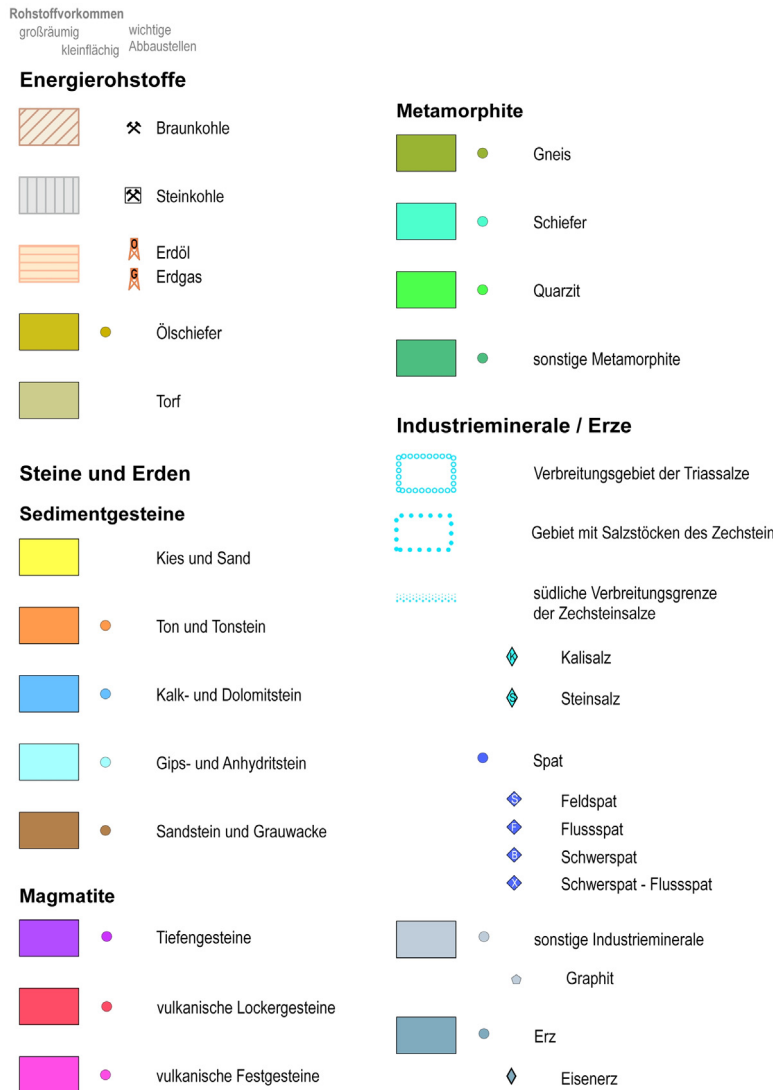 Rohstoffvorkommen
großräumig
kleinflächig
wichtige
Abbaustellen
Energierohstoffe
Braunkohle
Steinkohle
O
Erdöl
G
Erdgas
Ölschiefer
Torf
Steine und Erden
Sedimentgesteine
Kies und Sand
Ton und Tonstein
Kalk- und Dolomitstein
Gips- und Anhydritstein
Sandstein und Grauwacke
Magmatite
Tiefengesteine
vulkanische Lockergesteine
vulkanische Festgesteine
Metamorphite
Gneis
Schiefer
Quarzit
sonstige Metamorphite
Industrieminerale / Erze
Verbreitungsgebiet der Triassalze
Gebiet mit Salzstöcken des Zechstein
südliche Verbreitungsgrenze
der Zechsteinsalze
K Kalisalz
S Steinsalz
Spat
S Feldspat
F Flussspat
B Schwerspat
X Schwerspat - Flussspat
sonstige Industrieminerale
Graphit
Erz
Eisenerz